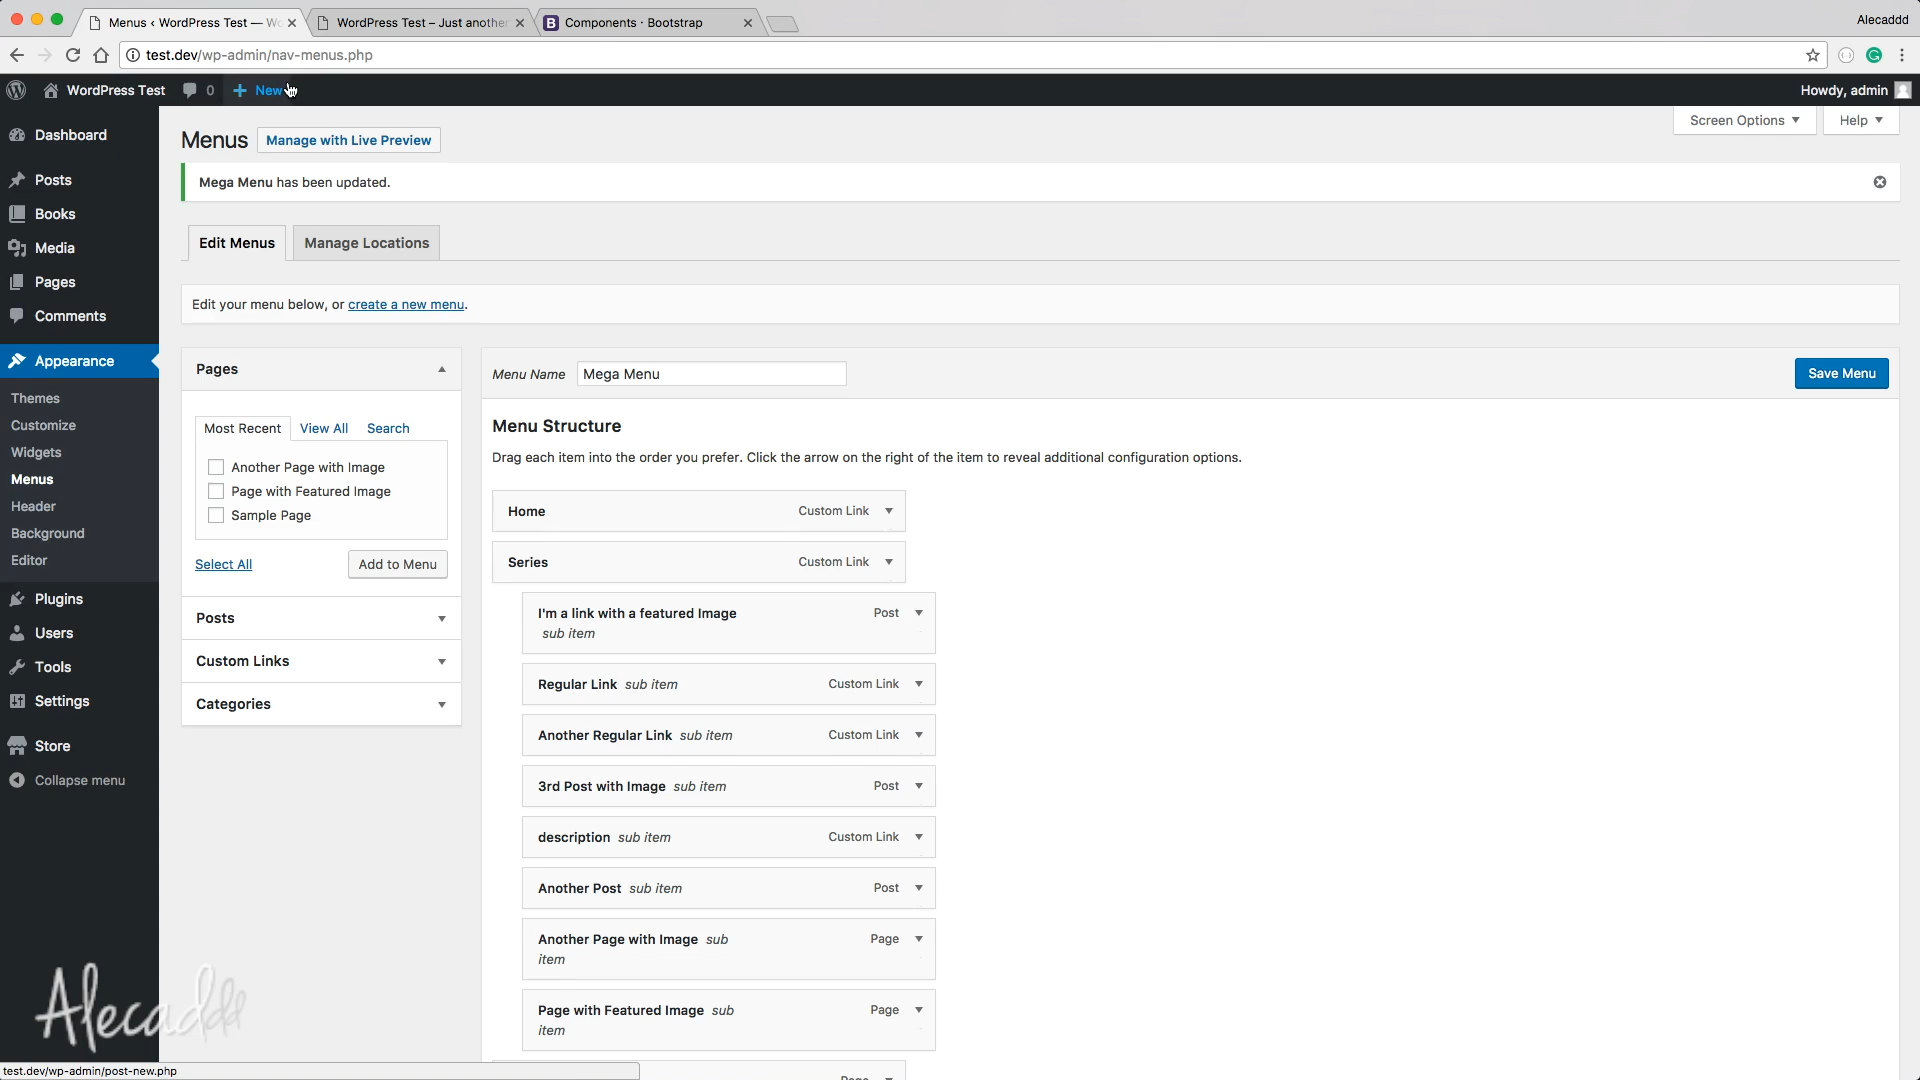 Menus ‹ WordPress Test — Wo
WordPress Test – Just another
Components · Bootstrap
Alecaddd
test.dev/wp-admin/nav-menus.php
WordPress Test
0
New
Howdy, admin
Dashboard
Posts
Books
Media
Pages
Comments
Appearance
Themes
Customize
Widgets
Menus
Header
Background
Editor
Plugins
Users
Tools
Settings
Store
Collapse menu
Menus
Manage with Live Preview
Screen Options
Help
Mega Menu has been updated.
Edit Menus
Manage Locations
Edit your menu below, or create a new menu.
Pages
Most Recent
View All
Search
Another Page with Image
Page with Featured Image
Sample Page
Select All
Add to Menu
Posts
Custom Links
Categories
Menu Name
Mega Menu
Save Menu
Menu Structure
Drag each item into the order you prefer. Click the arrow on the right of the item to reveal additional configuration options.
Home
Custom Link
Series
Custom Link
I'm a link with a featured Image
Post
sub item
Regular Link sub item
Custom Link
Another Regular Link sub item
Custom Link
3rd Post with Image sub item
Post
description sub item
Custom Link
Another Post sub item
Post
Another Page with Image sub
Page
item
Page with Featured Image sub
Page
item
Page
Alecaddd
test.dev/wp-admin/post-new.php